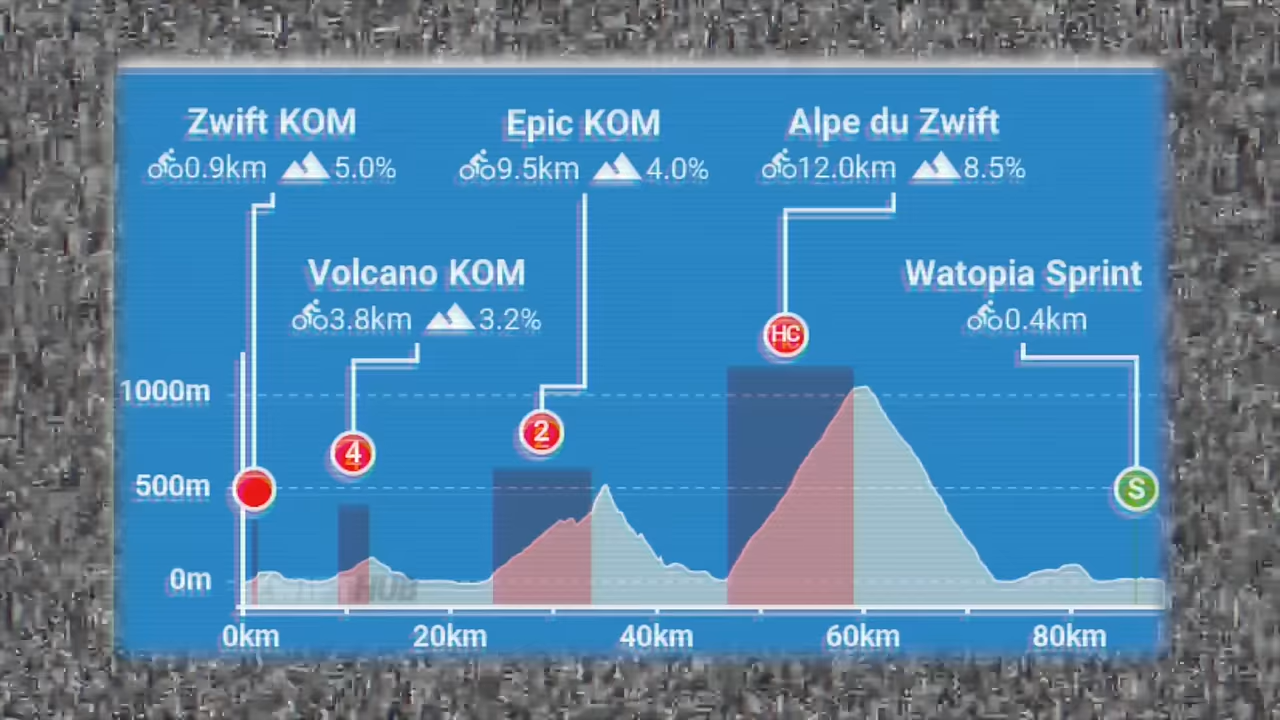 Zwift KOM
0.9km 5.0%
Epic KOM
9.5km 4.0%
Alpe du Zwift
12.0km 8.5%
Volcano KOM
3.8km 3.2%
Watopia Sprint
0.4km
HC
1000m
4
2
500m
S
0m
HUB
0km 20km 40km 60km 80km